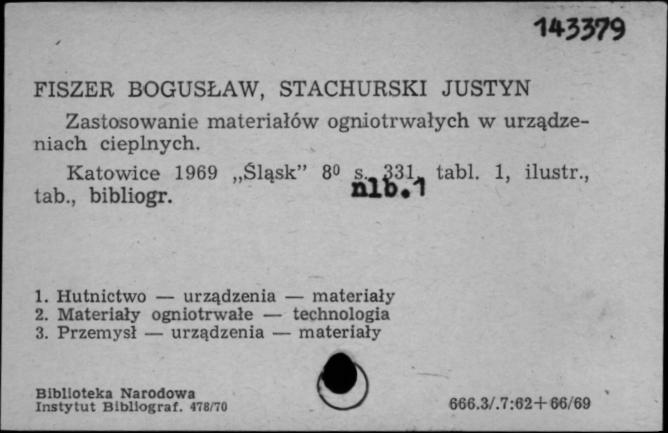 143379
FISZER BOGUSŁAW, STACHURSKI JUSTYN
Zastosowanie materiałów ogniotrwałych w urządze-
niach cieplnych.
Katowice 1969 „Śląsk” 8⁰ s. 331, tabl. 1, ilustr.,
nlb.1
tab., bibliogr.
1. Hutnictwo — urządzenia — materiały
2. Materiały ogniotrwałe — technologia
3. Przemysł — urządzenia — materiały
Biblioteka Narodowa
Instytut Bibliograf. 478/70
666.3/.7:62+66/69